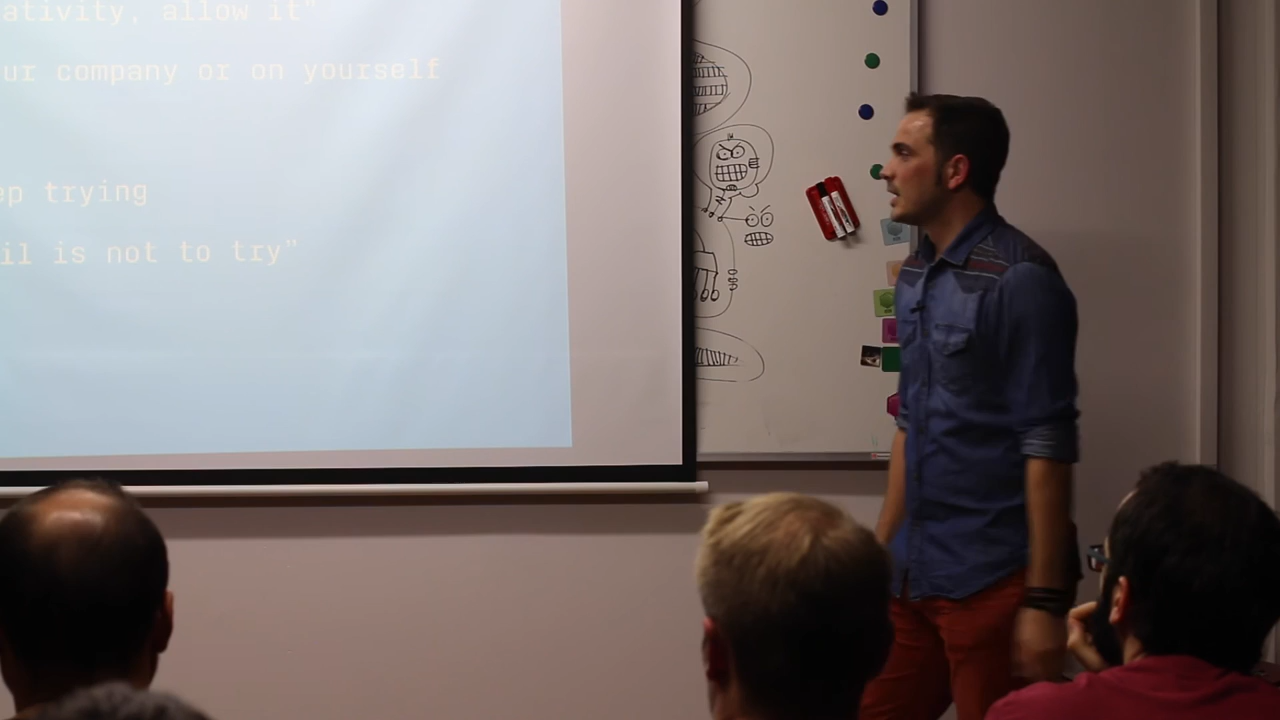 ativity, allow it"
ur company or on yourself
ep trying
il is not to try"